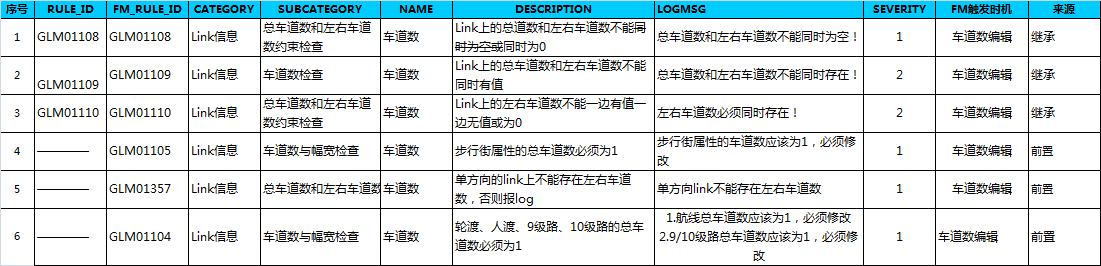 序号 RULE_ID FM_RULE_ID CATEGORY SUBCATEGORY NAME DESCRIPTION LOGMSG SEVERITY FM触发时机 来源
1 GLM01108 GLM01108 Link信息 总车道数和左右车道数约束检查 车道数 Link上的总道数和左右车道数不能同时为空或同时为0 总车道数和左右车道数不能同时为空！ 1 车道数编辑 继承
2 GLM01109 GLM01109 Link信息 车道数检查 车道数 Link上的总车道数和左右车道数不能同时有值 总车道数和左右车道数不能同时存在！ 2 车道数编辑 继承
3 GLM01110 GLM01110 Link信息 总车道数和左右车道数约束检查 车道数 Link上的左右车道数不能一边有值一边无值或为0 左右车道数必须同时存在！ 2 车道数编辑 继承
4 ———— GLM01105 Link信息 车道数与幅宽检查 车道数 步行街属性的总车道数必须为1 步行街属性的车道数应该为1，必须修改 1 车道数编辑 前置
5 ———— GLM01357 Link信息 总车道数和左右车道数 车道数 单方向的link上不能存在左右车道数，否则报log 单方向link不能存在左右车道数 1 车道数编辑 前置
6 ———— GLM01104 Link信息 车道数与幅宽检查 车道数 轮渡、人渡、9级路、10级路的总车道数必须为1 1.航线总车道数应该为1，必须修改 2.9/10级路总车道数应该为1，必须修改 1 车道数编辑 前置